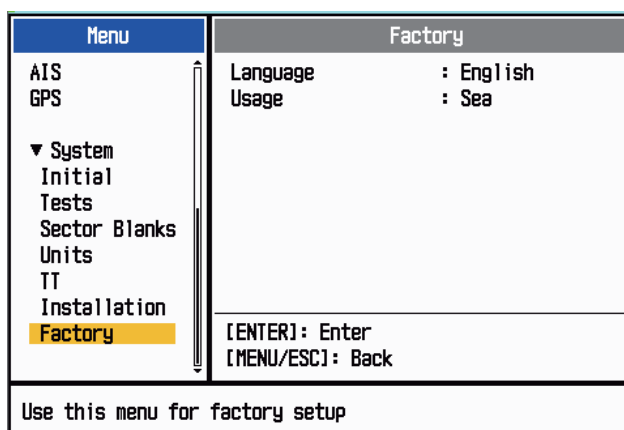 Menu
AIS
GPS
▼ System
Initial
Tests
Sector Blanks
Units
TT
Installation
Factory
Factory
Language : English
Usage : Sea
[ENTER]: Enter
[MENU/ESC]: Back
Use this menu for factory setup